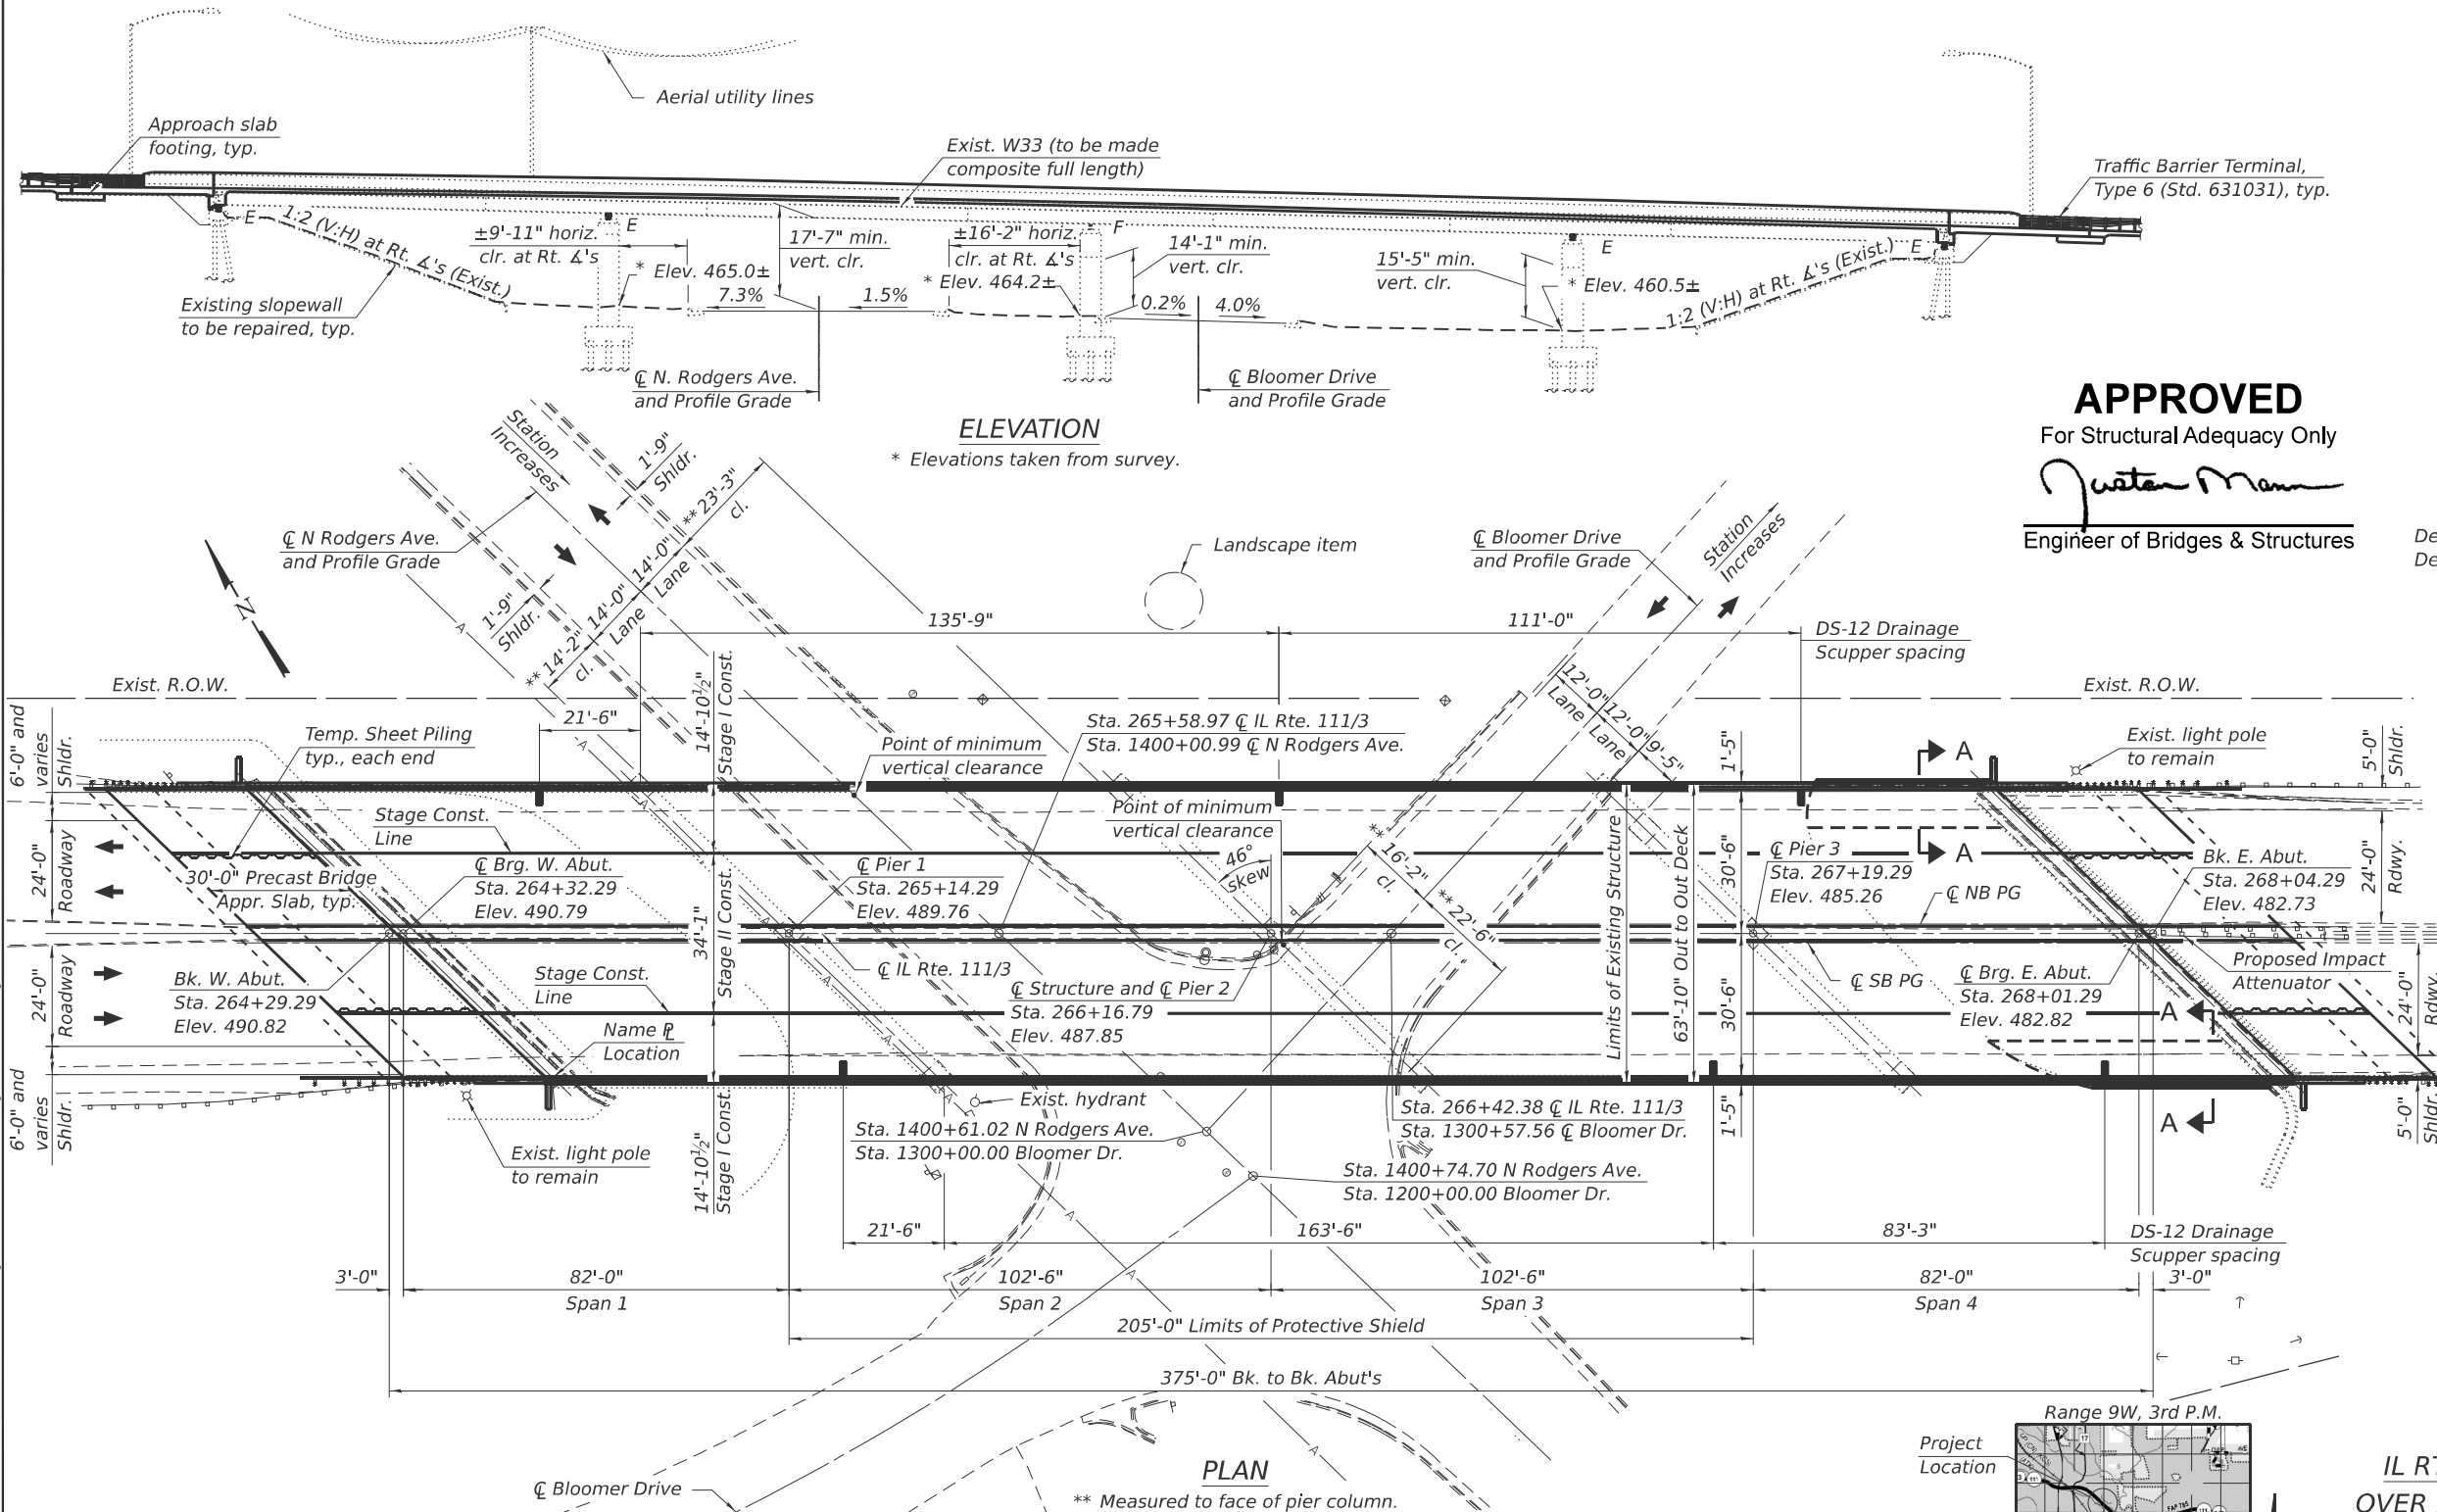 Aerial utility lines
Approach slab
footing, typ.
Exist. W33 (to be made
composite full length)
Traffic Barrier Terminal,
Type 6 (Std. 631031), typ.
E
1:2 (V:H) at Rt. ∡'s (Exist.)
Existing slopewall
to be repaired, typ.
±9'-11" horiz.
clr. at Rt. ∡'s
E
* Elev. 465.0±
7.3%
17'-7" min.
vert. clr.
1.5%
±16'-2" horiz.
clr. at Rt. ∡'s
* Elev. 464.2±
F
14'-1" min.
vert. clr.
0.2%
4.0%
15'-5" min.
vert. clr.
E
* Elev. 460.5±
1:2 (V:H) at Rt. ∡'s (Exist.)
E
℄ N. Rodgers Ave.
and Profile Grade
℄ Bloomer Drive
and Profile Grade
ELEVATION
* Elevations taken from survey.
APPROVED
For Structural Adequacy Only
Engineer of Bridges & Structures
De
De
Station
Increases
1'-9"
Shldr.
** 23'-3"
cl.
14'-0"
Lane
14'-0"
Lane
1'-9"
Shldr.
** 14'-2"
cl.
℄ N Rodgers Ave.
and Profile Grade
N
Landscape item
℄ Bloomer Drive
and Profile Grade
Station
Increases
135'-9"
111'-0"
DS-12 Drainage
Scupper spacing
Exist. R.O.W.
Exist. R.O.W.
6'-0" and
varies
Shldr.
Temp. Sheet Piling
typ., each end
21'-6"
14'-10½"
Stage I Const.
Point of minimum
vertical clearance
Sta. 265+58.97 ℄ IL Rte. 111/3
Sta. 1400+00.99 ℄ N Rodgers Ave.
12'-0"
Lane
12'-0"
Lane
9'-5"
1'-5"
A
Exist. light pole
to remain
5'-0"
Shldr.
Stage Const.
Line
Point of minimum
vertical clearance
24'-0"
Roadway
30'-0" Precast Bridge
Appr. Slab, typ.
℄ Brg. W. Abut.
Sta. 264+32.29
Elev. 490.79
℄ Pier 1
Sta. 265+14.29
Elev. 489.76
46°
skew
** 16'-2"
cl.
** 22'-6"
cl.
Limits of Existing Structure
63'-10" Out to Out Deck
30'-6"
℄ Pier 3
Sta. 267+19.29
Elev. 485.26
A
℄ NB PG
Bk. E. Abut.
Sta. 268+04.29
Elev. 482.73
24'-0"
Rdwy.
34'-1"
Stage II Const.
24'-0"
Roadway
Bk. W. Abut.
Sta. 264+29.29
Elev. 490.82
Stage Const.
Line
Name ℄
Location
℄ IL Rte. 111/3
℄ Structure and ℄ Pier 2
Sta. 266+16.79
Elev. 487.85
30'-6"
℄ SB PG
℄ Brg. E. Abut.
Sta. 268+01.29
Elev. 482.82
A
Proposed Impact
Attenuator
24'-0"
Rdwy.
6'-0" and
varies
Shldr.
Exist. light pole
to remain
14'-10½"
Stage I Const.
Exist. hydrant
Sta. 1400+61.02 N Rodgers Ave.
Sta. 1300+00.00 Bloomer Dr.
Sta. 266+42.38 ℄ IL Rte. 111/3
Sta. 1300+57.56 ℄ Bloomer Dr.
Sta. 1400+74.70 N Rodgers Ave.
Sta. 1200+00.00 Bloomer Dr.
1'-5"
A
5'-0"
Shldr.
21'-6"
163'-6"
83'-3"
DS-12 Drainage
Scupper spacing
3'-0"
82'-0"
Span 1
102'-6"
Span 2
102'-6"
Span 3
82'-0"
Span 4
3'-0"
205'-0" Limits of Protective Shield
375'-0" Bk. to Bk. Abut's
Range 9W, 3rd P.M.
Project
Location
℄ Bloomer Drive
PLAN
** Measured to face of pier column.
IL RT
OVER